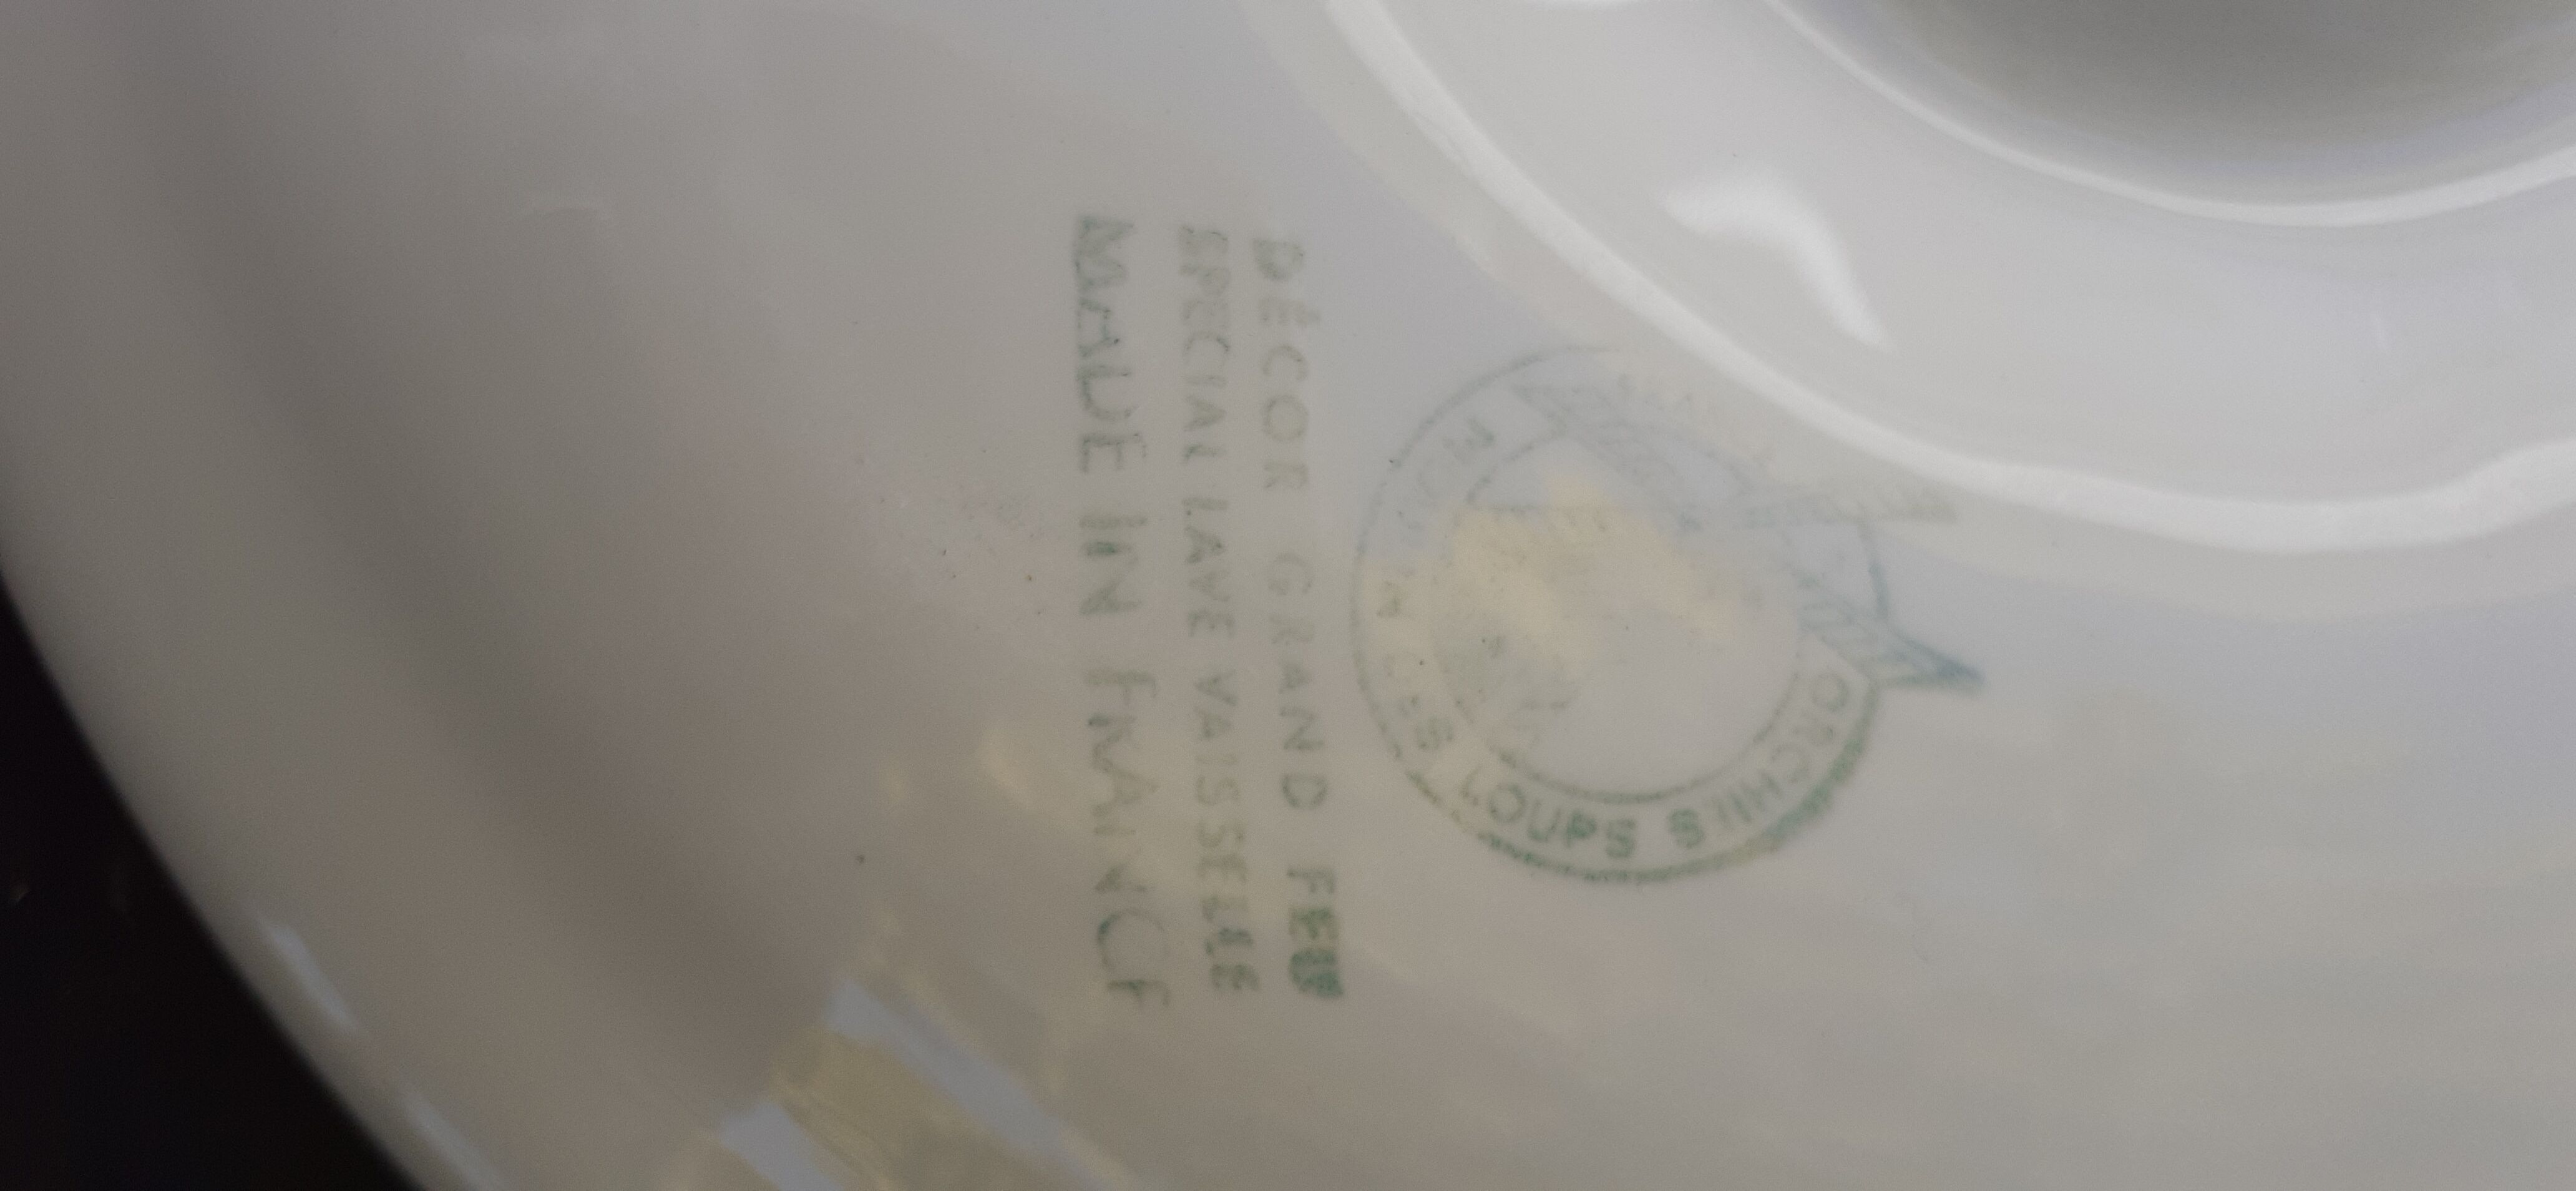 ORCHIES
LOUPS
DÉCOR GRAND FEU
SPECIAL LAVE VAISSELLE
MADE IN FRANCE